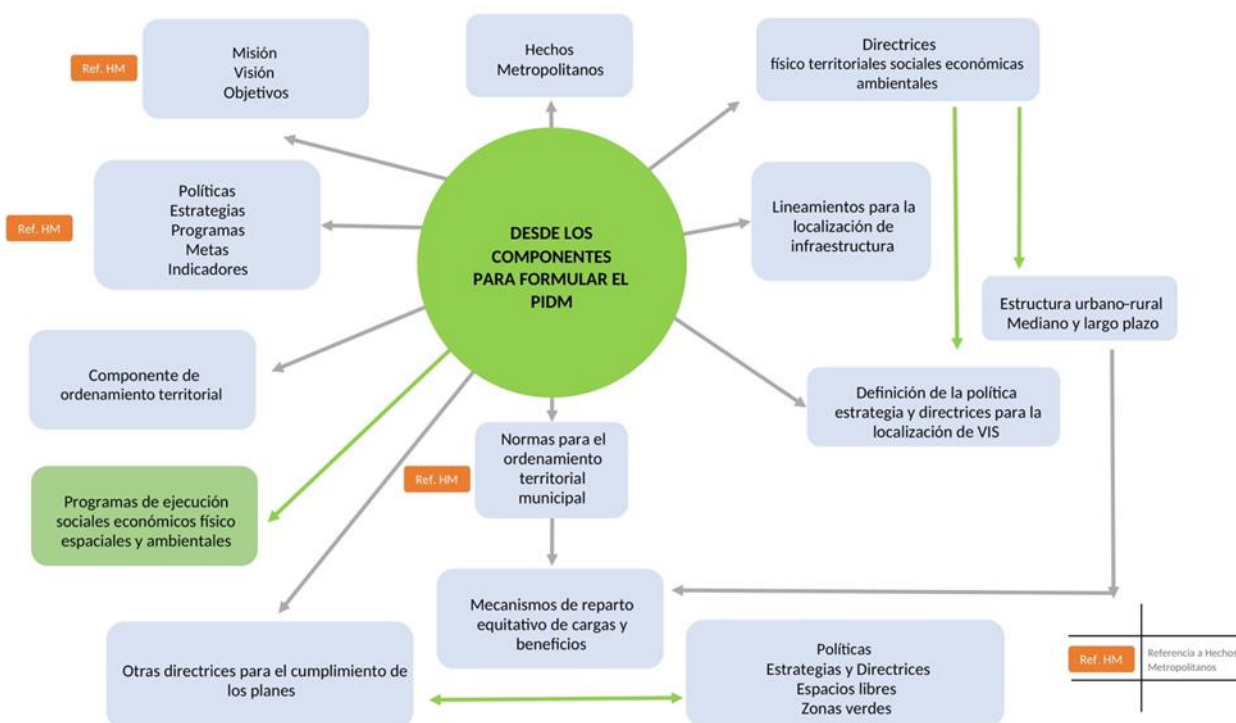 Ref. HM
Misión
Visión
Objetivos
Hechos
Metropolitanos
Directrices
físico territoriales sociales económicas
ambientales
Ref. HM
Políticas
Estrategias
Programas
Metas
Indicadores
DESDE LOS
COMPONENTES
PARA FORMULAR EL
PIDM
Lineamientos para la
localización de
infraestructura
Estructura urbano-rural
Mediano y largo plazo
Componente de
ordenamiento territorial
Definición de la política
estrategia y directrices para la
localización de VIS
Ref. HM
Normas para el
ordenamiento
territorial
municipal
Programas de ejecución
sociales económicos físico
espaciales y ambientales
Mecanismos de reparto
equitativo de cargas y
beneficios
Otras directrices para el cumplimiento de
los planes
Políticas
Estrategias y Directrices
Espacios libres
Zonas verdes
Ref. HM
Referencia a Hechos
Metropolitanos